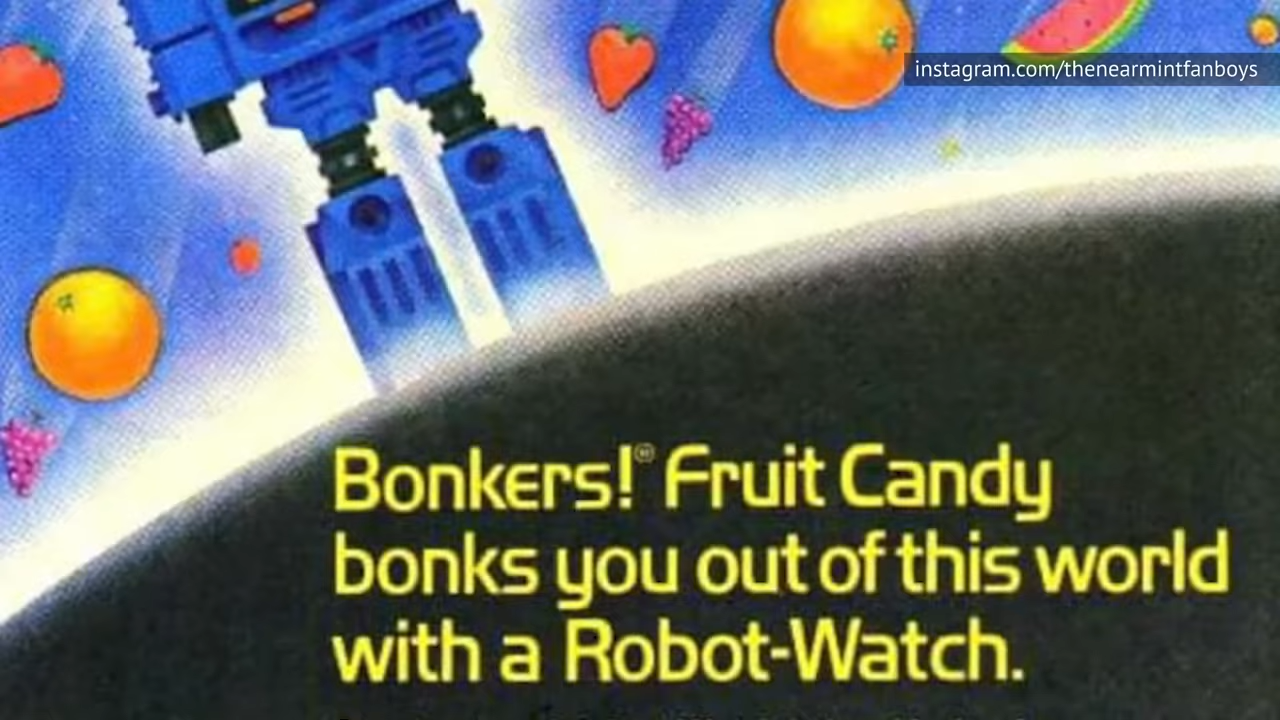 instagram.com/thenearmintfanboys
Bonkers!® Fruit Candy
bonks you out of this world
with a Robot-Watch.